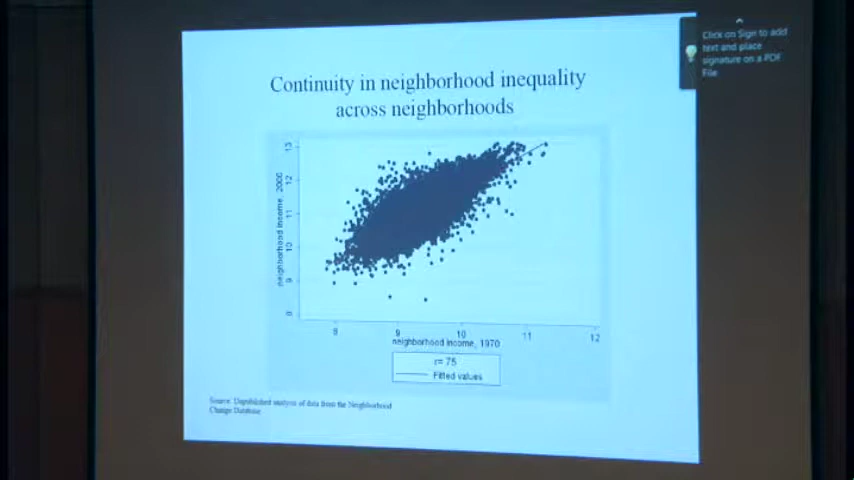 Continuity in neighborhood inequality
across neighborhoods
Click on Sign to add
text and place
signature on a PDF
File
neighborhood income, 2000
13
12
11
10
9
8
8 9 10 11 12
neighborhood income, 1970
r= 75
Fitted values
Source: Unpublished analysis of data from the Neighborhood
Change Database